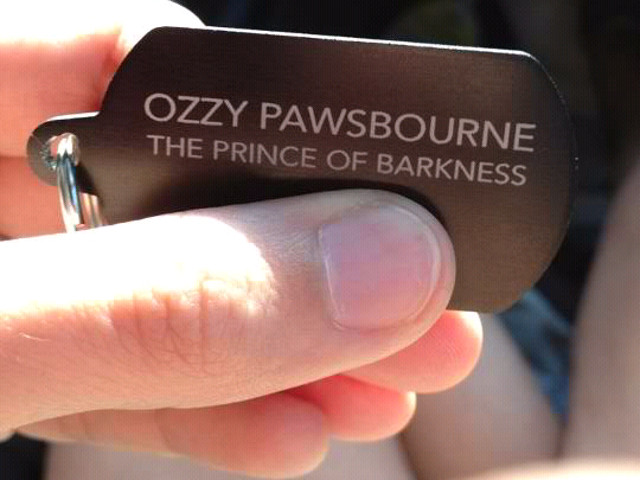 OZZY PAWSBOURNE
THE PRINCE OF BARKNESS